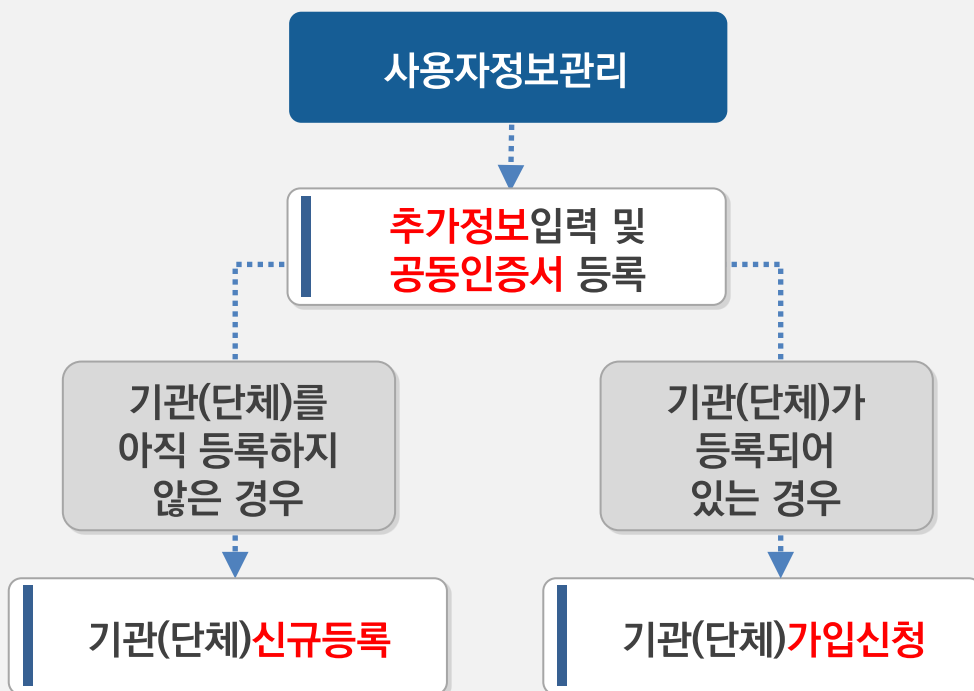 사용자정보관리
추가정보입력 및
공동인증서 등록
기관(단체)를
아직 등록하지
않은 경우
기관(단체)가
등록되어
있는 경우
기관(단체)신규등록
기관(단체)가입신청